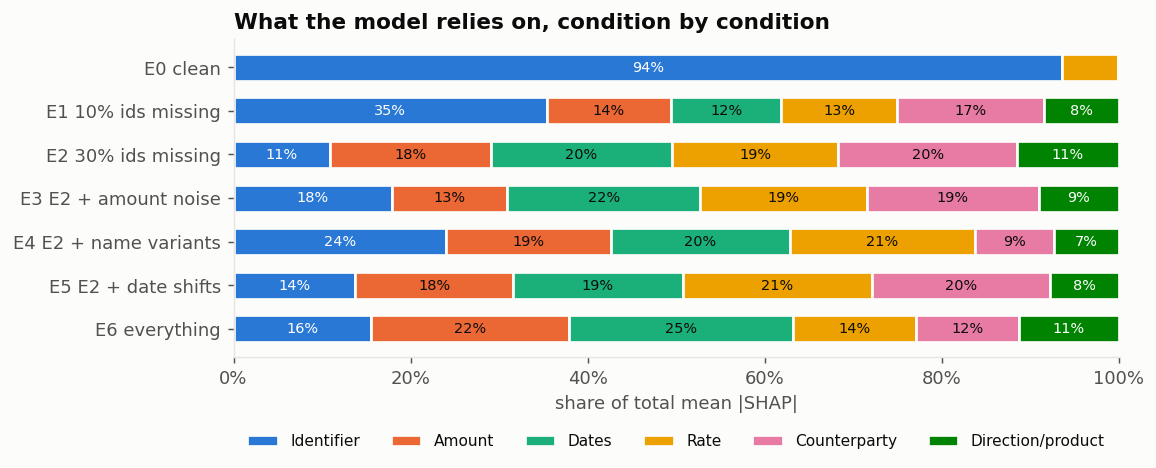 What the model relies on, condition by condition
E0 clean 94%
E1 10% ids missing 35% 14% 12% 13% 17% 8%
E2 30% ids missing 11% 18% 20% 19% 20% 11%
E3 E2 + amount noise 18% 13% 22% 19% 19% 9%
E4 E2 + name variants 24% 19% 20% 21% 9% 7%
E5 E2 + date shifts 14% 18% 19% 21% 20% 8%
E6 everything 16% 22% 25% 14% 12% 11%
0% 20% 40% 60% 80% 100%
share of total mean |SHAP|
Identifier Amount Dates Rate Counterparty Direction/product